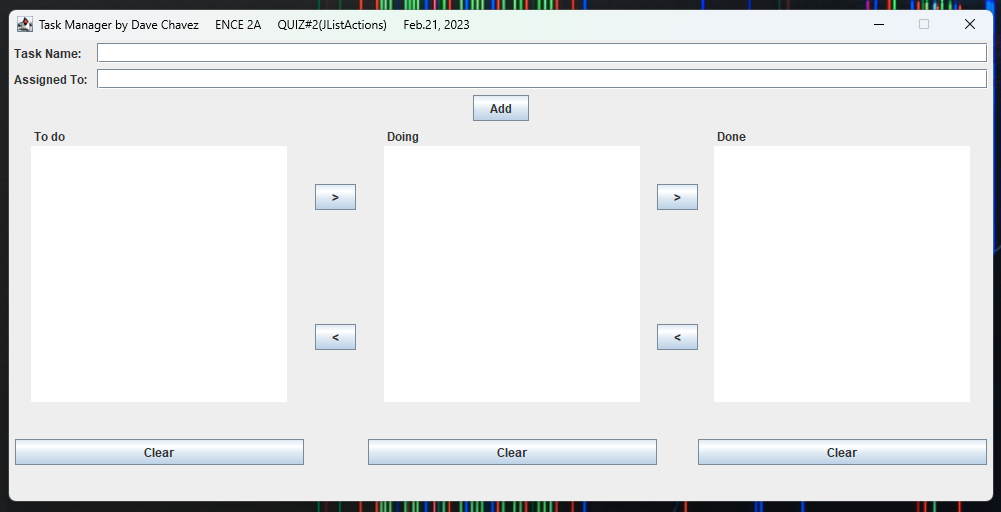 Task Manager by Dave Chavez ENCE 2A QUIZ#2(JListActions) Feb.21, 2023
Task Name:
Assigned To:
Add
To do Doing Done
> >
< <
Clear Clear Clear